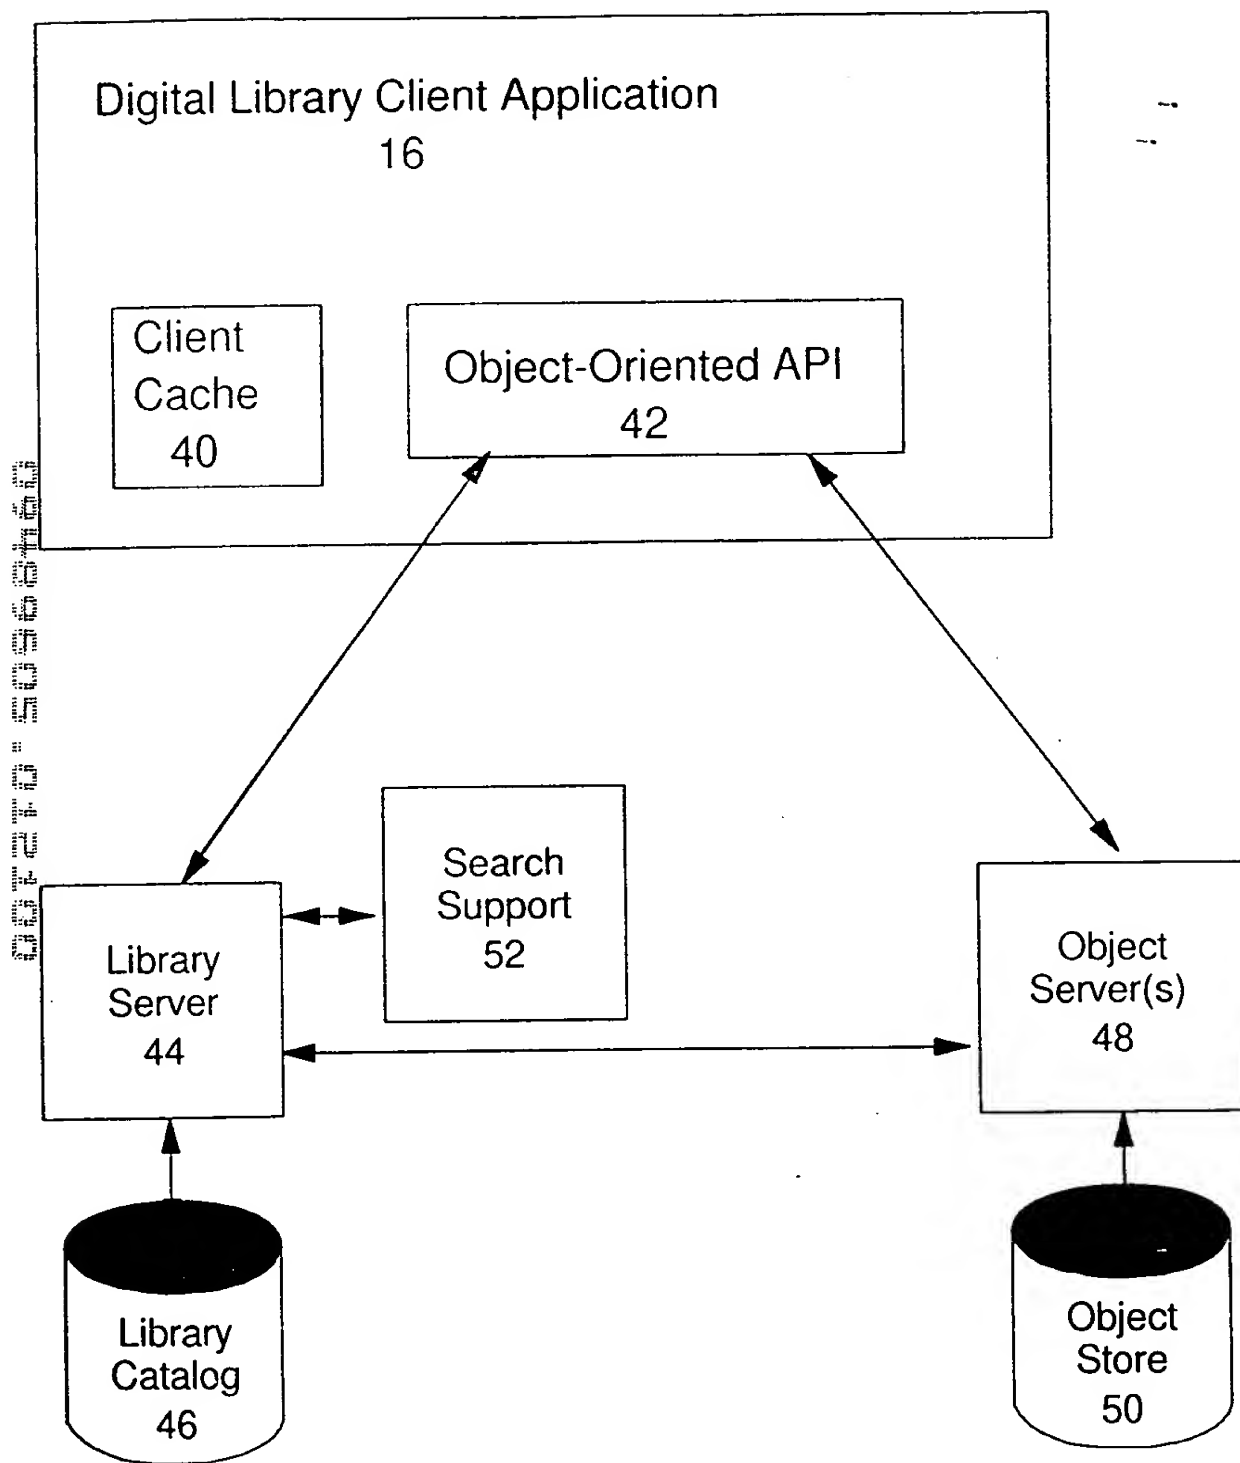 Digital Library Client Application
16
Client
Cache
40
Object-Oriented API
42
Search
Support
52
Library
Server
44
Object
Server(s)
48
Library
Catalog
46
Object
Store
50